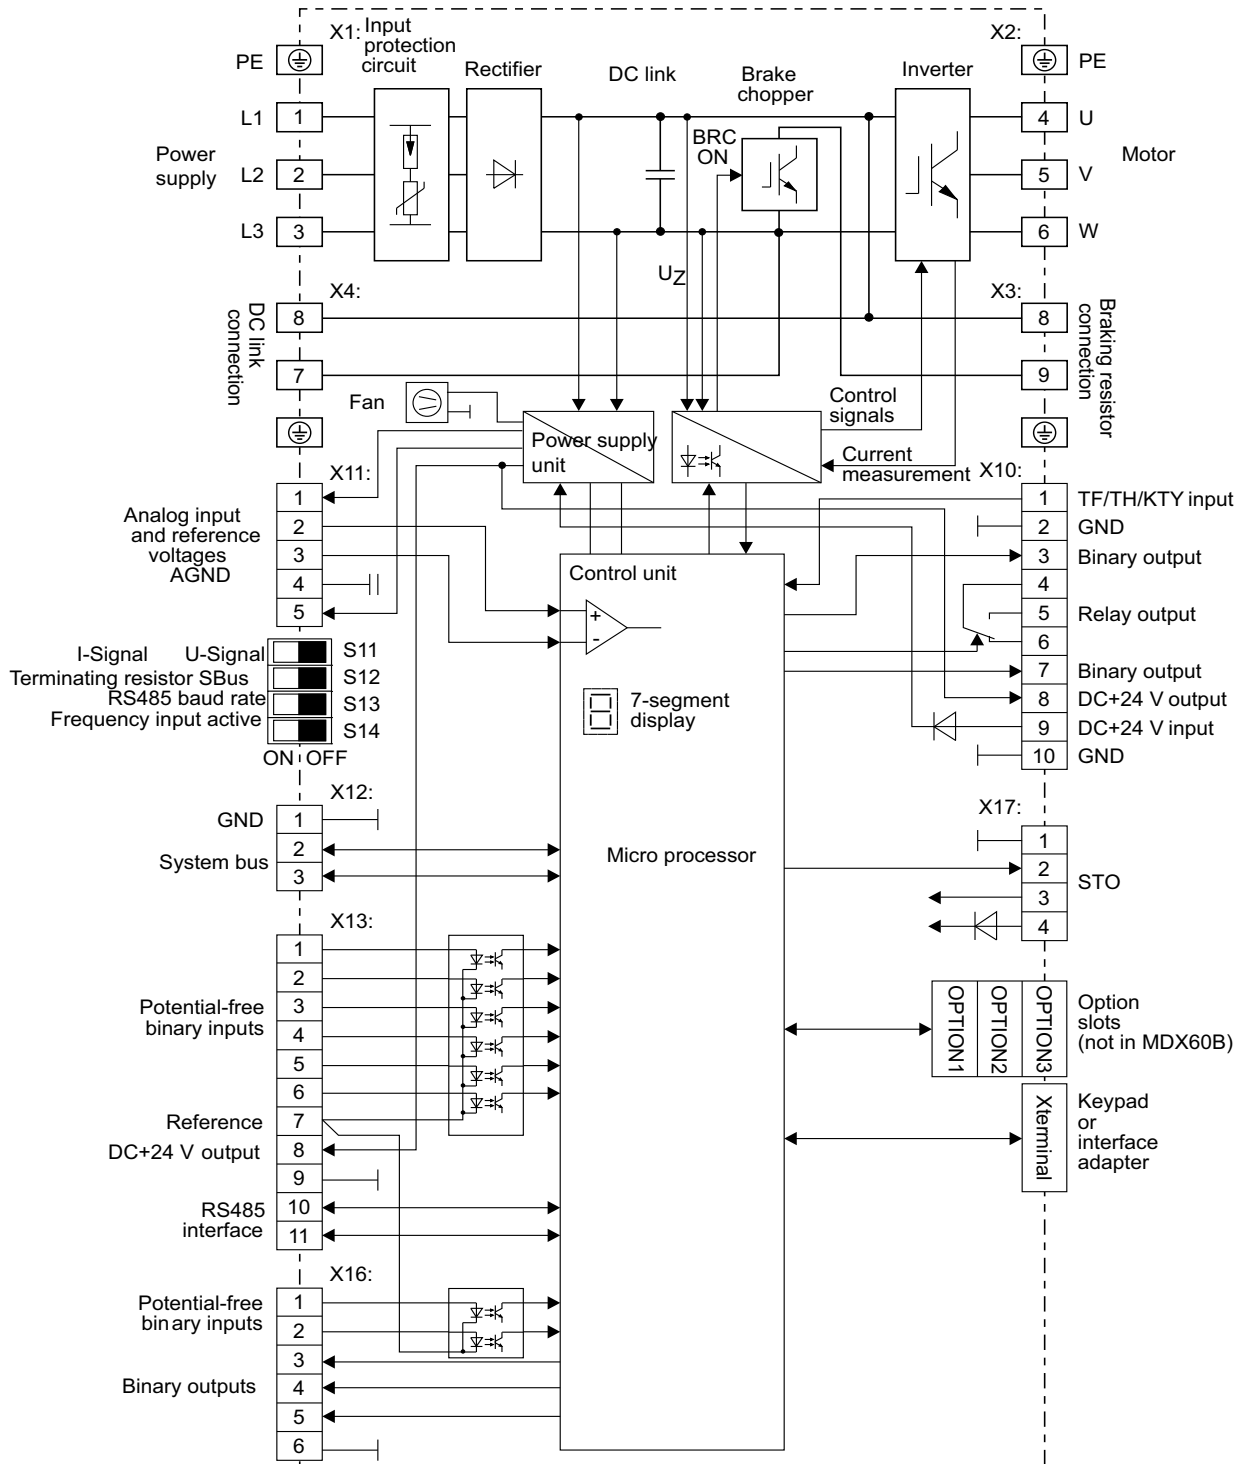 X1:
Input
protection
circuit
Rectifier
DC link
Brake
chopper
Inverter
X2:
PE
PE
L1
1
4
U
Power
supply
L2
2
BRC
ON
5
V
Motor
L3
3
6
W
UZ
X4:
X3:
DC link
connection
8
7
8
9
Braking resistor
connection
Fan
Power supply
unit
Control
signals
Current
measurement
X11:
1
2
3
4
5
Analog input
and reference
voltages
AGND
X10:
1
TF/TH/KTY input
2
GND
3
Binary output
4
5
Relay output
6
7
Binary output
8
DC+24 V output
9
DC+24 V input
10
GND
Control unit
+
-
7-segment
display
Micro processor
I-Signal U-Signal
S11
Terminating resistor SBus
S12
RS485 baud rate
S13
Frequency input active
S14
ON OFF
X12:
GND
1
System bus
2
3
X17:
1
2
3
4
STO
X13:
1
2
3
4
5
6
Potential-free
binary inputs
Reference
7
DC+24 V output
8
9
RS485
interface
10
11
OPTION1
OPTION2
OPTION3
Option
slots
(not in MDX60B)
Xterminal
Keypad
or
interface
adapter
X16:
Potential-free
binary inputs
1
2
3
Binary outputs
4
5
6